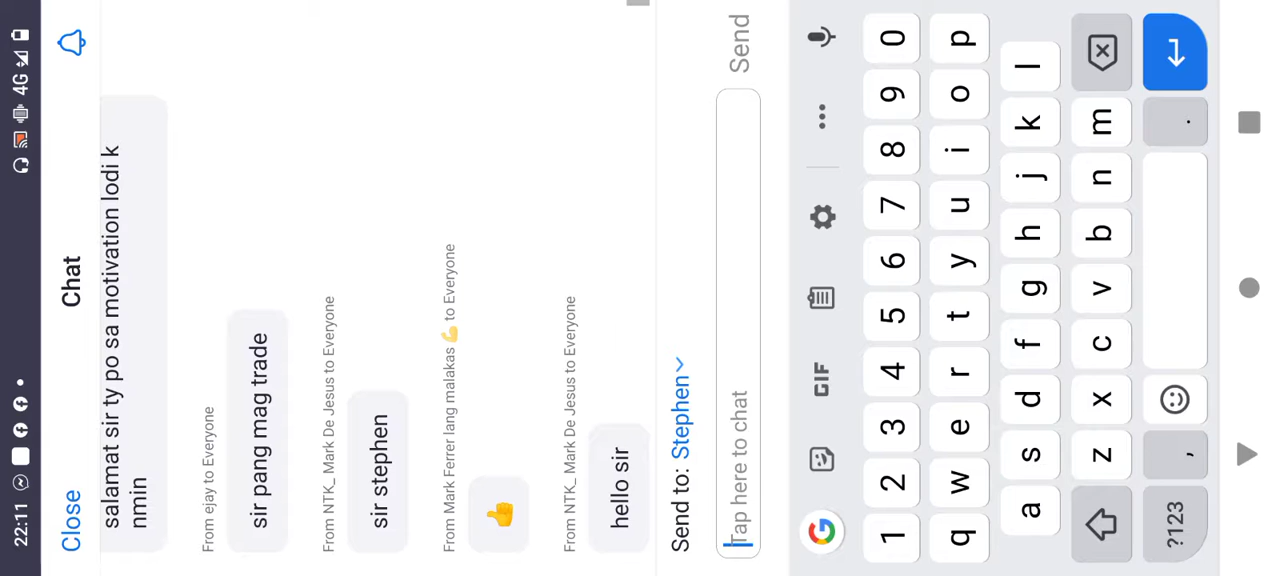 22:11
4G
Close
Chat
salamat sir ty po sa motivation lodi k
nmin
From ejay to Everyone
sir pang mag trade
From NTK_ Mark De Jesus to Everyone
sir stephen
From Mark Ferrer lang malakas 💪 to Everyone
👍
From NTK_ Mark De Jesus to Everyone
hello sir
Send to: Stephen
Tap here to chat
Send
GIF
1 2 3 4 5 6 7 8 9 0
q w e r t y u i o p
a s d f g h j k l
z x c v b n m
?123 , .